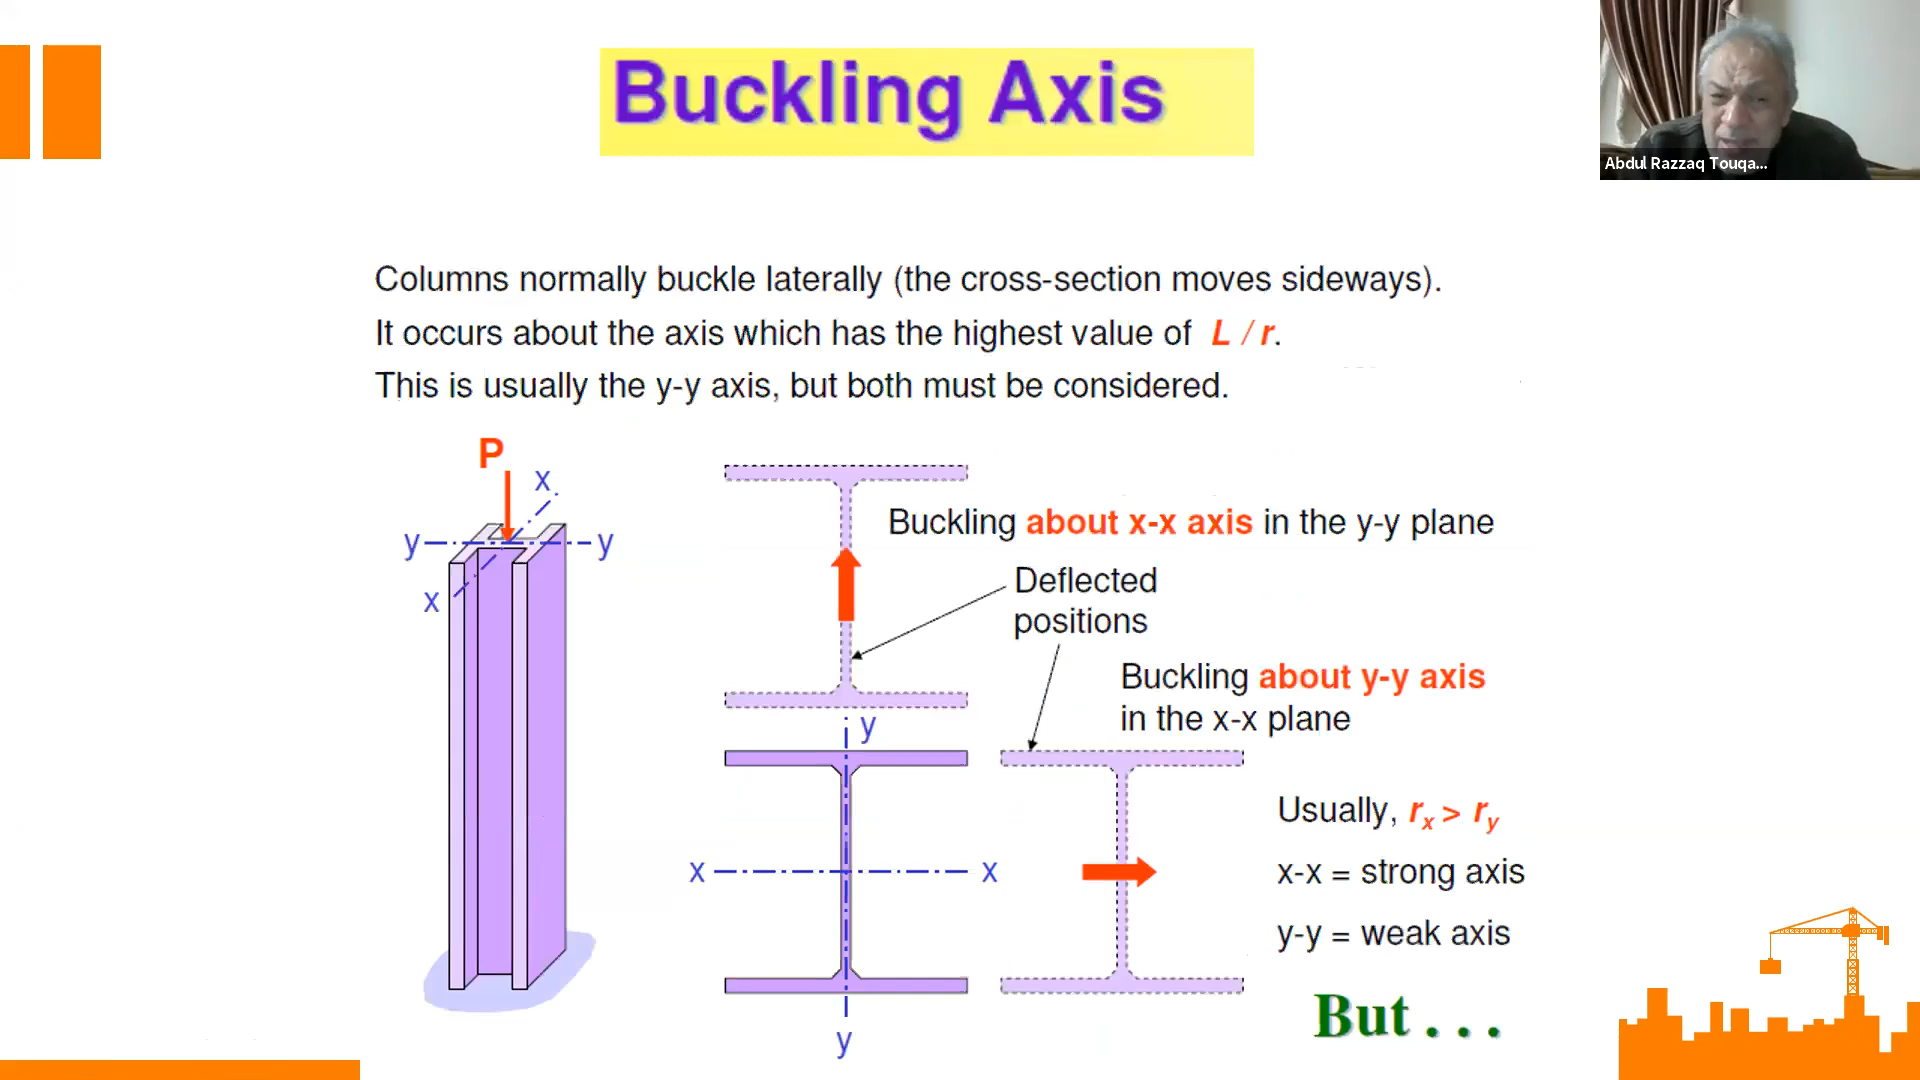 Buckling Axis
Abdul Razzaq Touqa...
Columns normally buckle laterally (the cross-section moves sideways).
It occurs about the axis which has the highest value of L / r.
This is usually the y-y axis, but both must be considered.
P
x
y
y
x
Buckling about x-x axis in the y-y plane
Deflected
positions
Buckling about y-y axis
in the x-x plane
y
x
x
y
Usually, rx > ry
x-x = strong axis
y-y = weak axis
But . . .